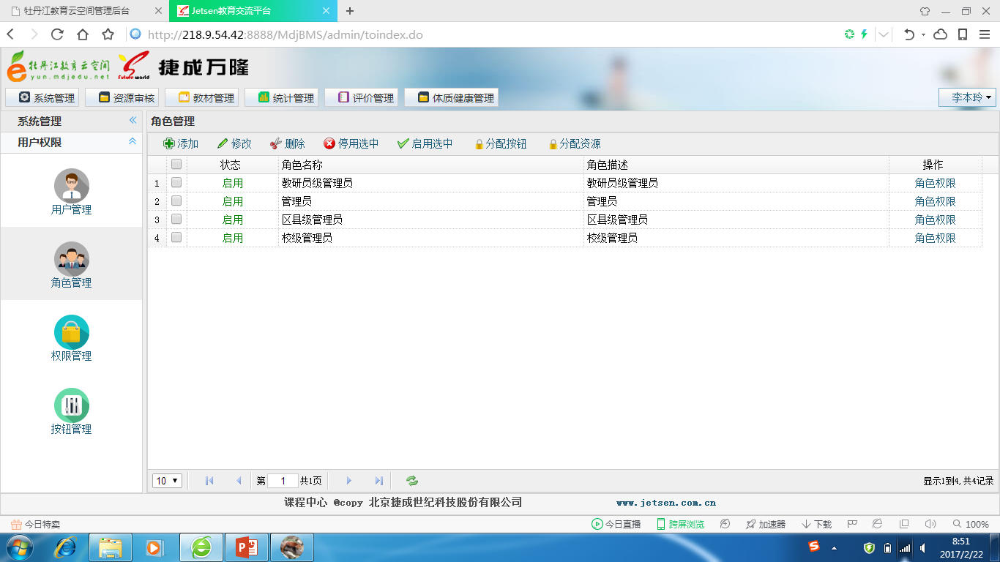 牡丹江教育云空间管理后台
Jetsen教育交流平台
http://218.9.54.42:8888/MdjBMS/admin/toindex.do
牡丹江教育云空间
yun.mdjedu.net
Future world
捷成万隆
系统管理 资源审核 教材管理 统计管理 评价管理 体质健康管理 李本玲
系统管理
用户权限
用户管理
角色管理
权限管理
按钮管理
角色管理
添加 修改 删除 停用选中 启用选中 分配按钮 分配资源
状态 角色名称 角色描述 操作
1 启用 教研员级管理员 教研员级管理员 角色权限
2 启用 管理员 管理员 角色权限
3 启用 区县级管理员 区县级管理员 角色权限
4 启用 校级管理员 校级管理员 角色权限
10 第 1 共1页 显示1到4,共4记录
课程中心 @copy 北京捷成世纪科技股份有限公司 www.jetsen.com.cn
今日特卖 今日直播 跨屏浏览 加速器 下载 100%
8:51
2017/2/22